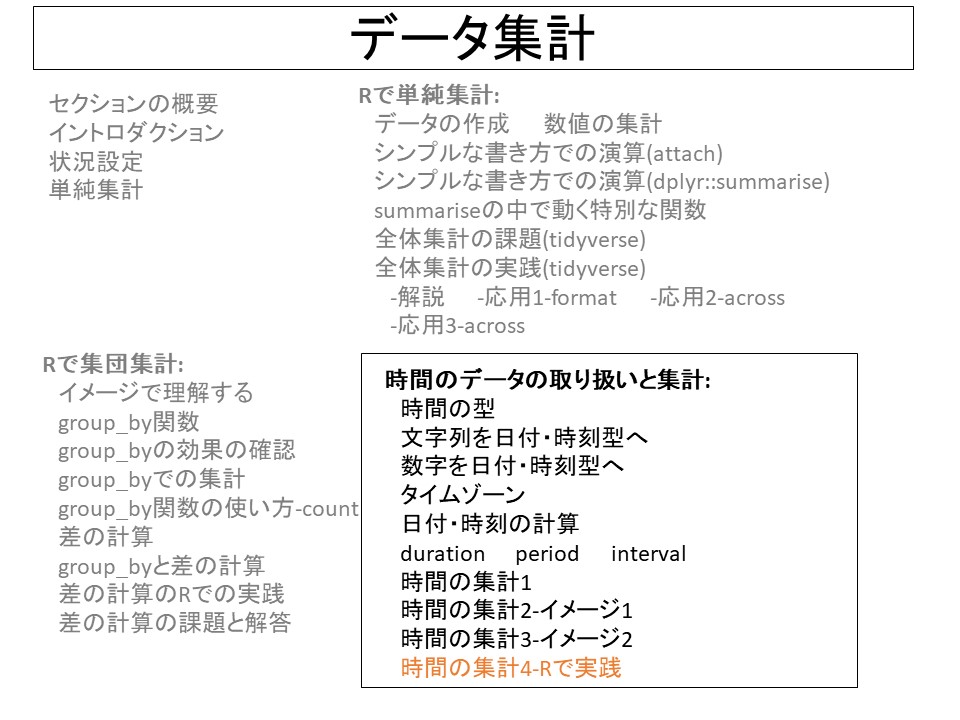 データ集計
セクションの概要
イントロダクション
状況設定
単純集計
Rで単純集計:
データの作成 数値の集計
シンプルな書き方での演算(attach)
シンプルな書き方での演算(dplyr::summarise)
summariseの中で動く特別な関数
全体集計の課題(tidyverse)
全体集計の実践(tidyverse)
-解説 -応用1-format -応用2-across
-応用3-across
Rで集団集計:
イメージで理解する
group_by関数
group_byの効果の確認
group_byでの集計
group_by関数の使い方-count
差の計算
group_byと差の計算
差の計算のRでの実践
差の計算の課題と解答
時間のデータの取り扱いと集計:
時間の型
文字列を日付・時刻型へ
数字を日付・時刻型へ
タイムゾーン
日付・時刻の計算
duration period interval
時間の集計1
時間の集計2-イメージ1
時間の集計3-イメージ2
時間の集計4-Rで実践